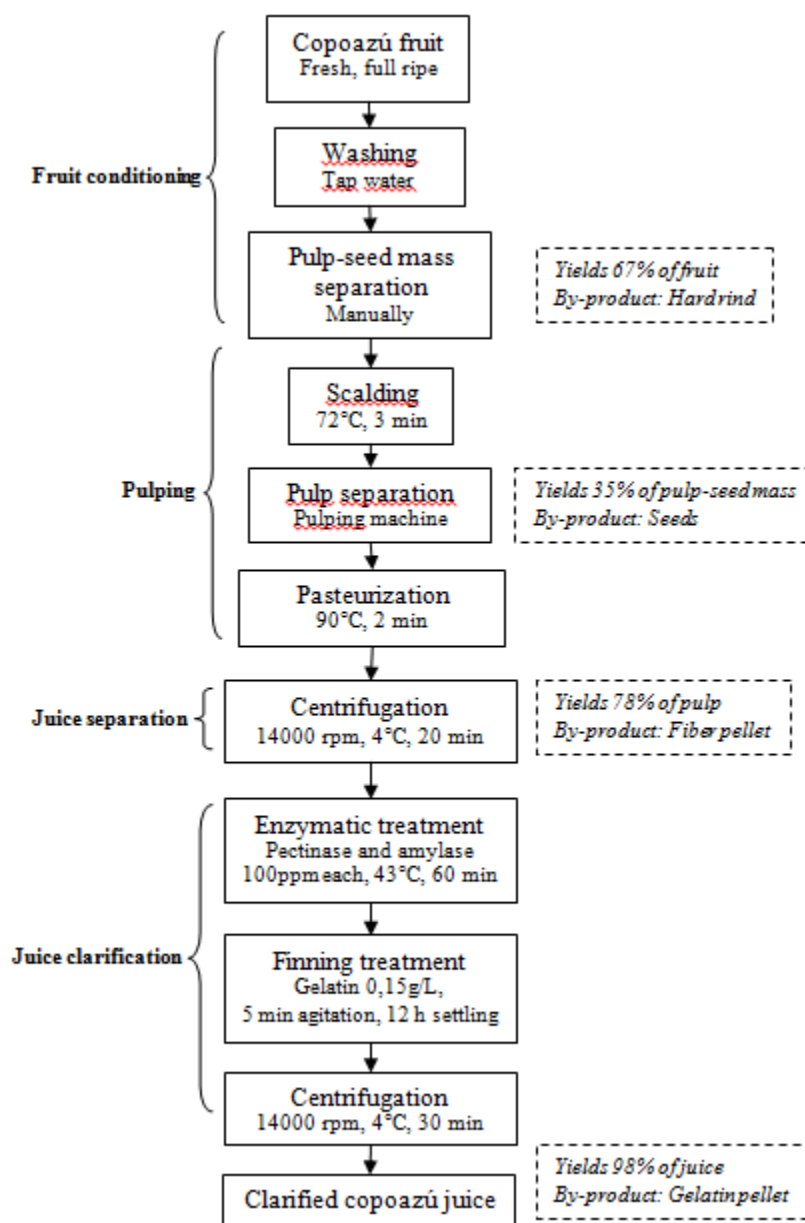 Copoazú fruit
Fresh, full ripe
Washing
Tap water
Fruit conditioning
Pulp-seed mass
separation
Manually
Yields 67% of fruit
By-product: Hard rind
Scalding
72°C, 3 min
Pulping
Pulp separation
Pulping machine
Yields 35% of pulp-seed mass
By-product: Seeds
Pasteurization
90°C, 2 min
Juice separation
Centrifugation
14000 rpm, 4°C, 20 min
Yields 78% of pulp
By-product: Fiber pellet
Enzymatic treatment
Pectinase and amylase
100ppm each, 43°C, 60 min
Juice clarification
Finning treatment
Gelatin 0,15g/L,
5 min agitation, 12 h settling
Centrifugation
14000 rpm, 4°C, 30 min
Yields 98% of juice
By-product: Gelatin pellet
Clarified copoazú juice